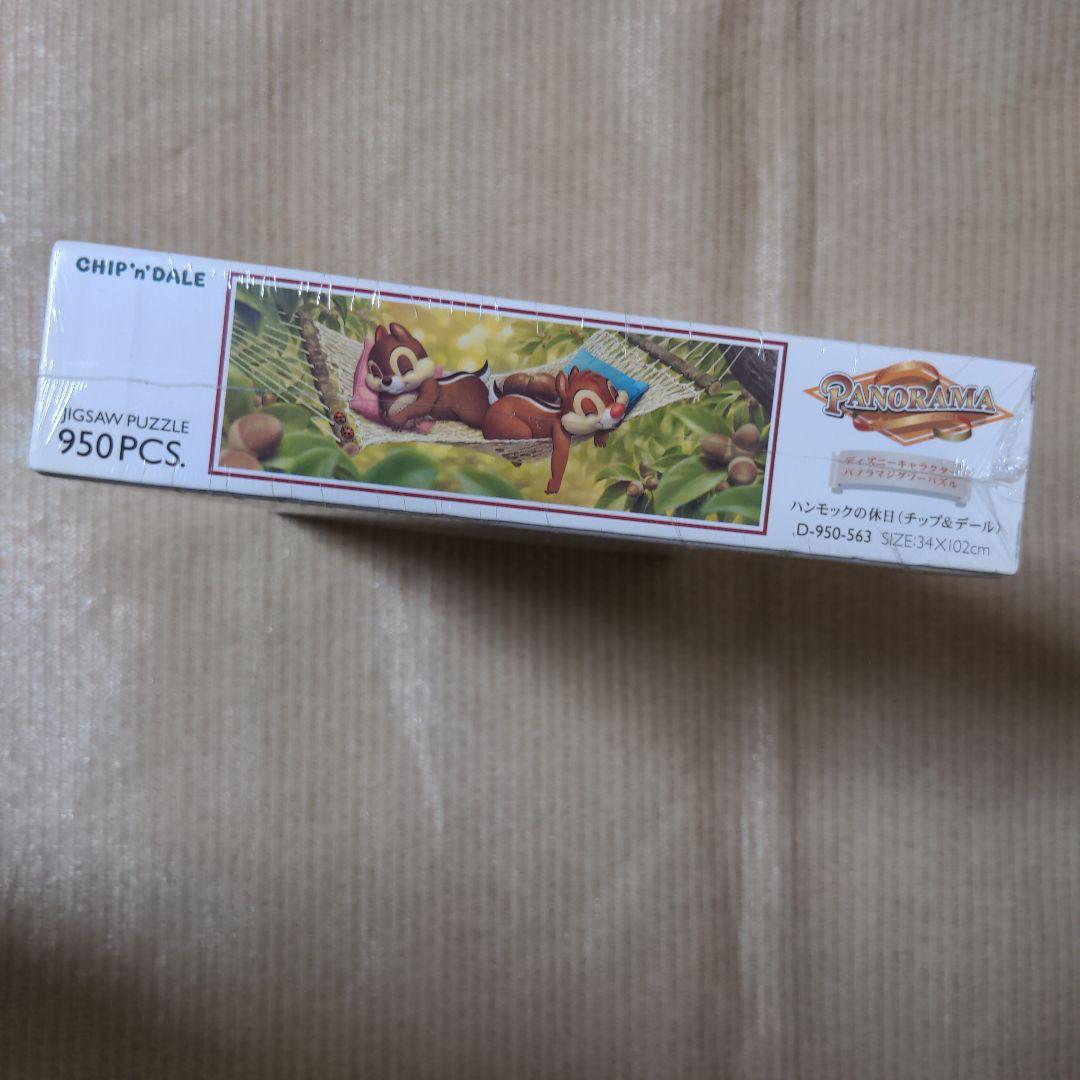 CHIP'n'DALE
JIGSAW PUZZLE
950PCS.
PANORAMA
ディズニーキャラクター
パノラマジグソーパズル
ハンモックの休日(チップ&デール)
D-950-563 SIZE:34X102cm